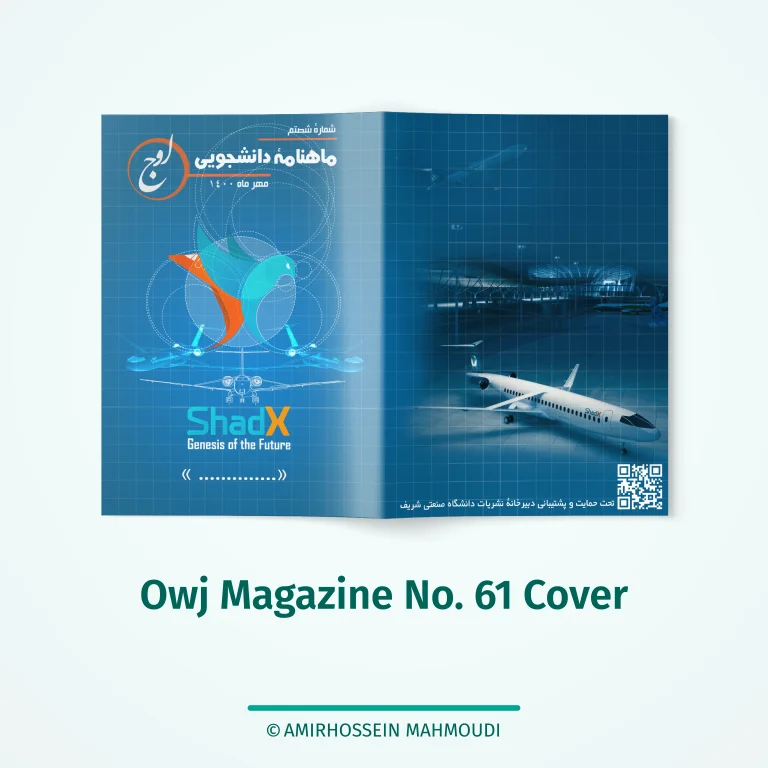 شمارهٔ شصتم
ماهنامهٔ دانشجویی
اوج
مهر ماه ۱۴۰۰
ShadX
Genesis of the Future
« .............. »
ShadX
تحت حمایت و پشتیبانی دبیرخانهٔ نشریات دانشگاه صنعتی شریف
Owj Magazine No. 61 Cover
© AMIRHOSSEIN MAHMOUDI